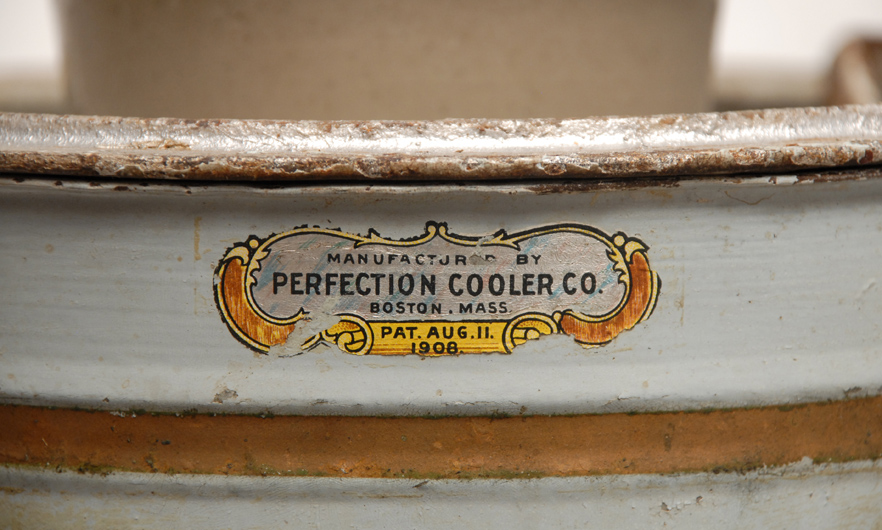 MANUFACTURED BY
PERFECTION COOLER CO.
BOSTON, MASS.
PAT. AUG. 11.
1908.